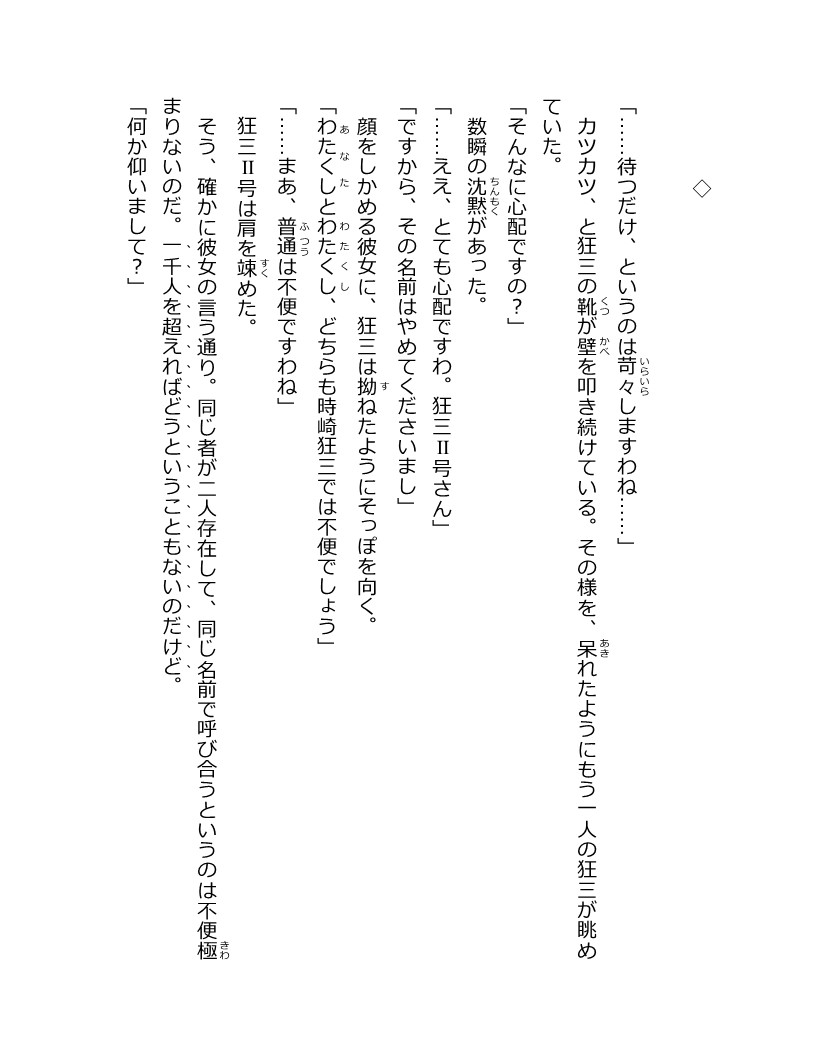 ◇
「……待つだけ、というのは苛々しますわね……」
カツカツ、と狂三の靴が壁を叩き続けている。その様を、呆れたようにもう一人の狂三が眺め
ていた。
「そんなに心配ですの？」
数瞬の沈黙があった。
「……ええ、とても心配ですわ。狂三Ⅱ号さん」
「ですから、その名前はやめてくださいまし」
顔をしかめる彼女に、狂三は拗ねたようにそっぽを向く。
「わたくしとわたくし、どちらも時崎狂三では不便でしょう」
「……まあ、普通は不便ですわね」
狂三Ⅱ号は肩を竦めた。
そう、確かに彼女の言う通り。同じ者が二人存在して、同じ名前で呼び合うというのは不便極
まりないのだ。一千人を超えればどうということもないのだけど。
「何か仰いまして？」